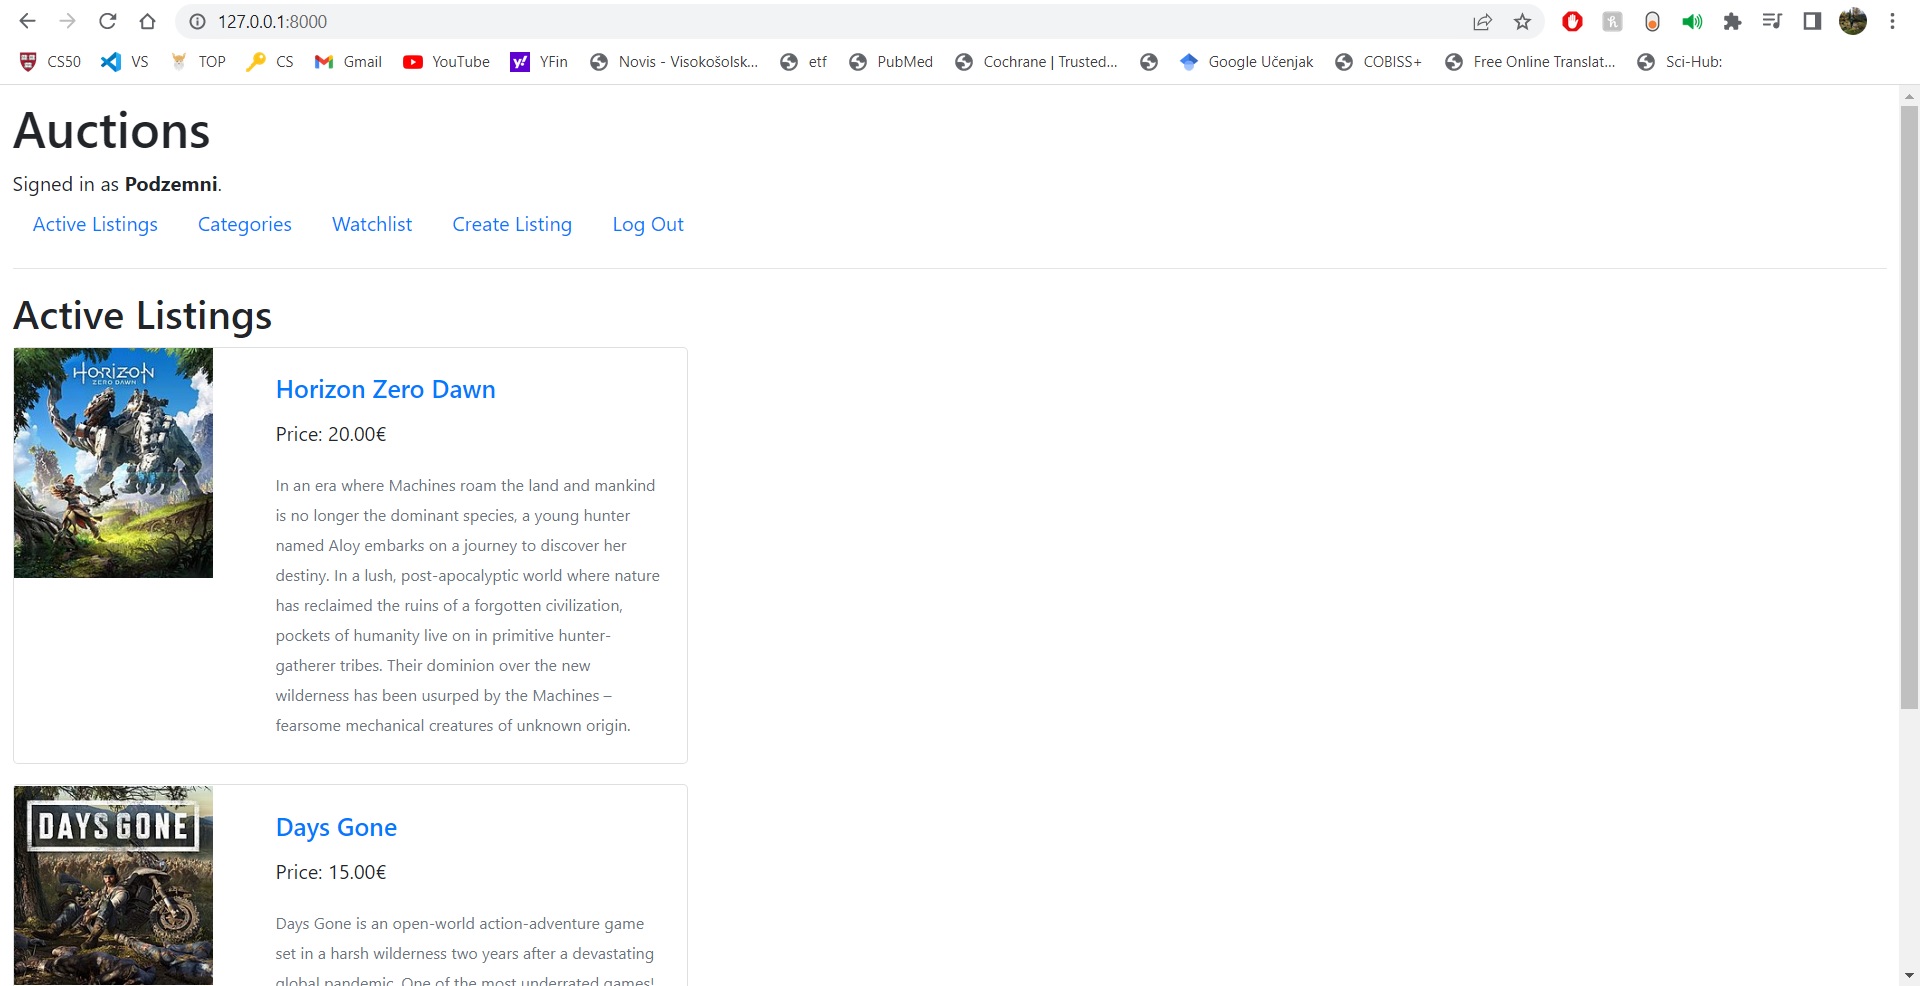 127.0.0.1:8000
CS50 VS TOP CS Gmail YouTube YFin Novis - Visokošolsk... etf PubMed Cochrane | Trusted... Google Učenjak COBISS+ Free Online Translat... Sci-Hub:
Auctions
Signed in as Podzemni.
Active Listings Categories Watchlist Create Listing Log Out
Active Listings
HORIZON
ZERO DAWN
Horizon Zero Dawn
Price: 20.00€
In an era where Machines roam the land and mankind
is no longer the dominant species, a young hunter
named Aloy embarks on a journey to discover her
destiny. In a lush, post-apocalyptic world where nature
has reclaimed the ruins of a forgotten civilization,
pockets of humanity live on in primitive hunter-
gatherer tribes. Their dominion over the new
wilderness has been usurped by the Machines –
fearsome mechanical creatures of unknown origin.
DAYS GONE
Days Gone
Price: 15.00€
Days Gone is an open-world action-adventure game
set in a harsh wilderness two years after a devastating
global pandemic. One of the most underrated games!